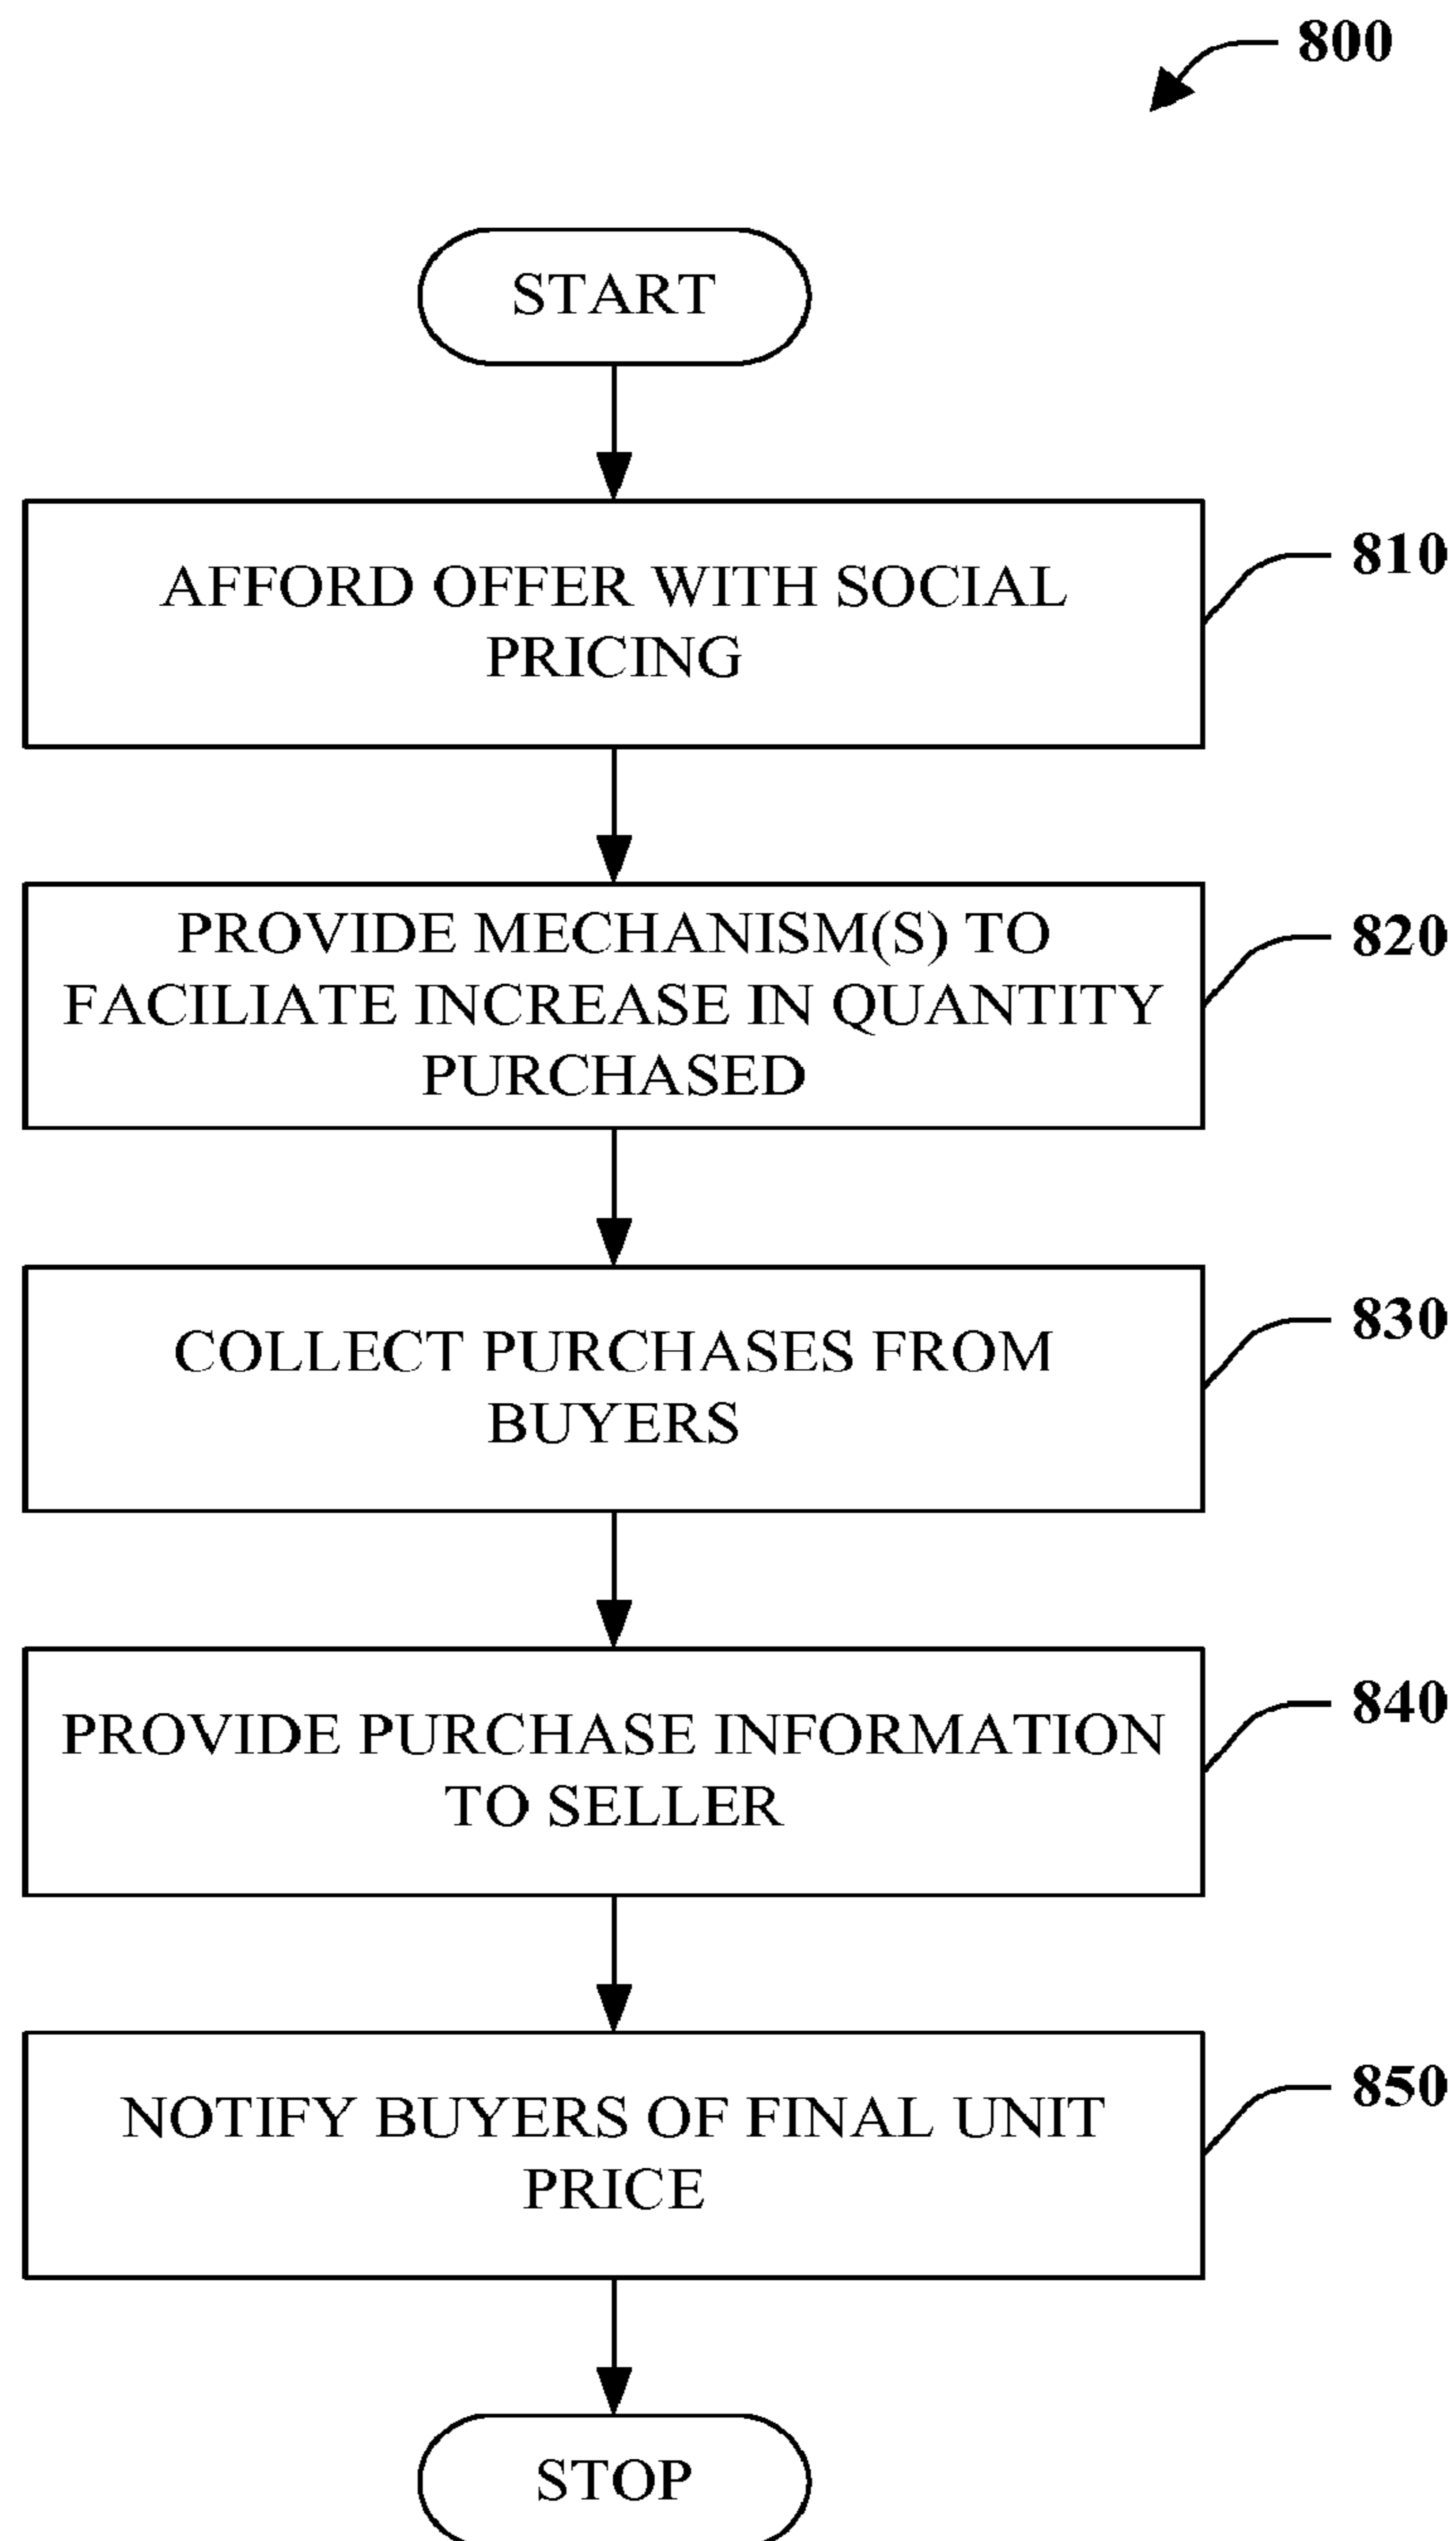 800
START
AFFORD OFFER WITH SOCIAL
PRICING
810
PROVIDE MECHANISM(S) TO
FACILIATE INCREASE IN QUANTITY
PURCHASED
820
COLLECT PURCHASES FROM
BUYERS
830
PROVIDE PURCHASE INFORMATION
TO SELLER
840
NOTIFY BUYERS OF FINAL UNIT
PRICE
850
STOP